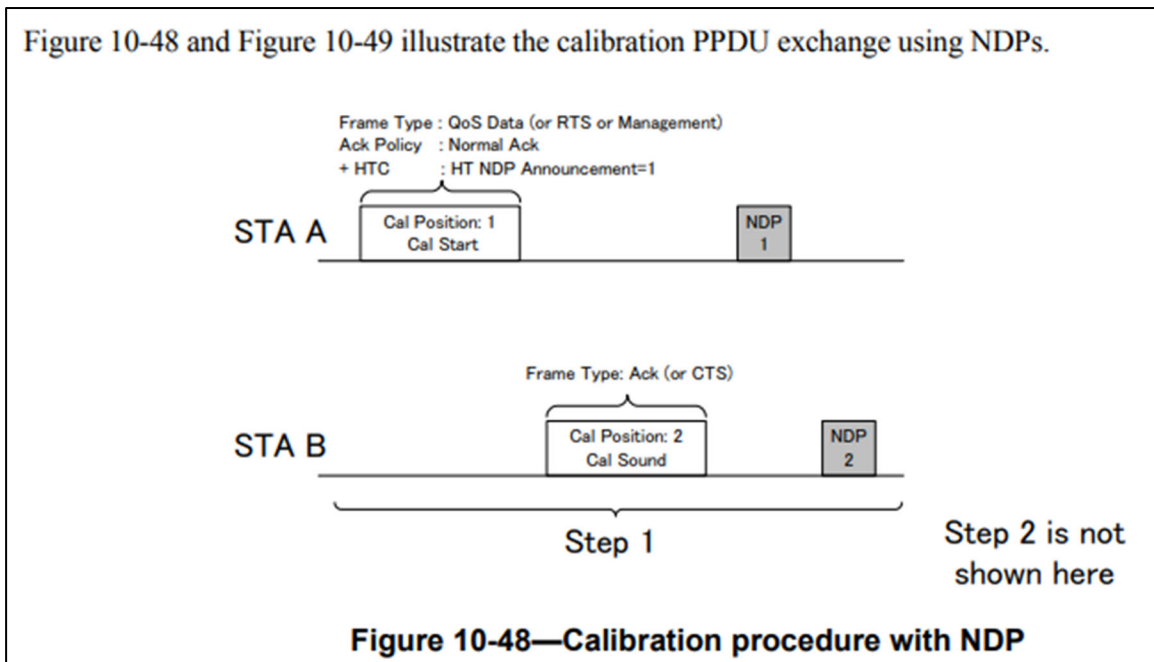 Figure 10-48 and Figure 10-49 illustrate the calibration PPDU exchange using NDPs.
Frame Type : QoS Data (or RTS or Management)
Ack Policy : Normal Ack
+ HTC : HT NDP Announcement=1
STA A
Cal Position: 1
Cal Start
NDP
1
Frame Type: Ack (or CTS)
STA B
Cal Position: 2
Cal Sound
NDP
2
Step 1
Step 2 is not
shown here
Figure 10-48—Calibration procedure with NDP